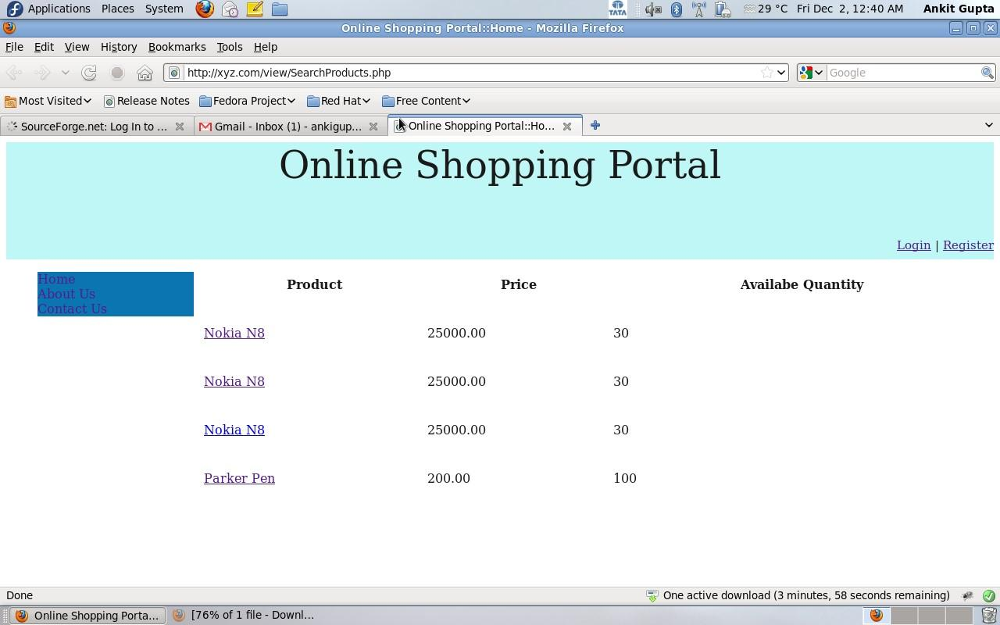 Applications Places System TATA 29 °C Fri Dec 2, 12:40 AM Ankit Gupta
Online Shopping Portal::Home - Mozilla Firefox
File Edit View History Bookmarks Tools Help
http://xyz.com/view/SearchProducts.php Google
Most Visited Release Notes Fedora Project Red Hat Free Content
SourceForge.net: Log In to ... Gmail - Inbox (1) - ankigup... Online Shopping Portal::Ho...
Online Shopping Portal
Login | Register
Home
About Us
Contact Us
Product Price Availabe Quantity
Nokia N8 25000.00 30
Nokia N8 25000.00 30
Nokia N8 25000.00 30
Parker Pen 200.00 100
Done One active download (3 minutes, 58 seconds remaining)
Online Shopping Porta... [76% of 1 file - Downl...